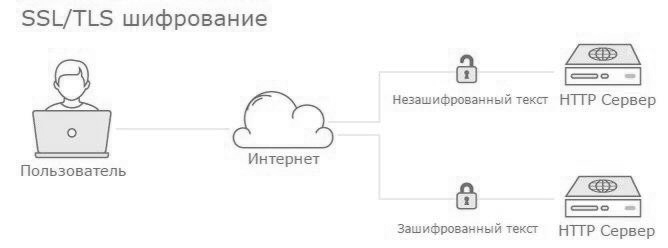 SSL/TLS шифрование
Незашифрованный текст
HTTP Сервер
Интернет
Пользователь
Зашифрованный текст
HTTP Сервер